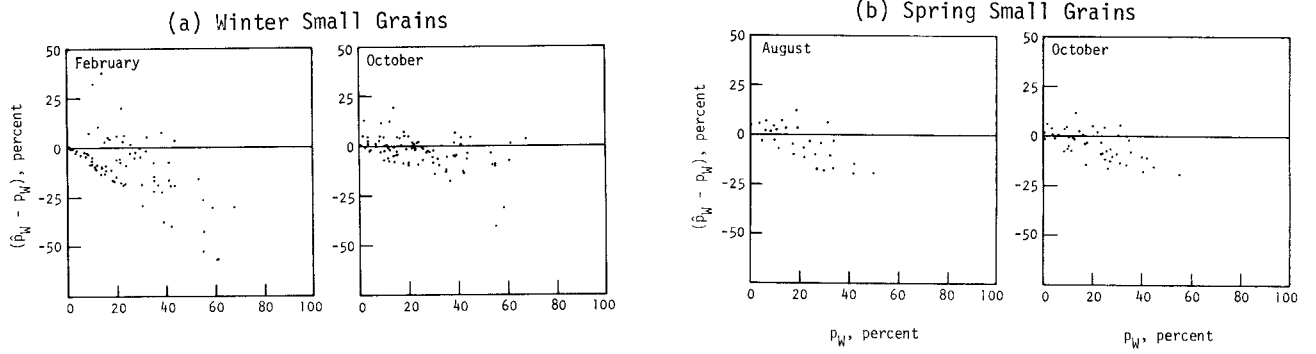 (a) Winter Small Grains
February
October
(p̂W - pW), percent
50
25
0
-25
-50
0 20 40 60 80 100
0 20 40 60 80 100
(b) Spring Small Grains
August
October
(p̂W - pW), percent
50
25
0
-25
-50
50
25
0
-25
-50
0 20 40 60 80 100
0 20 40 60 80 100
pW, percent
pW, percent
50
25
0
-25
-50